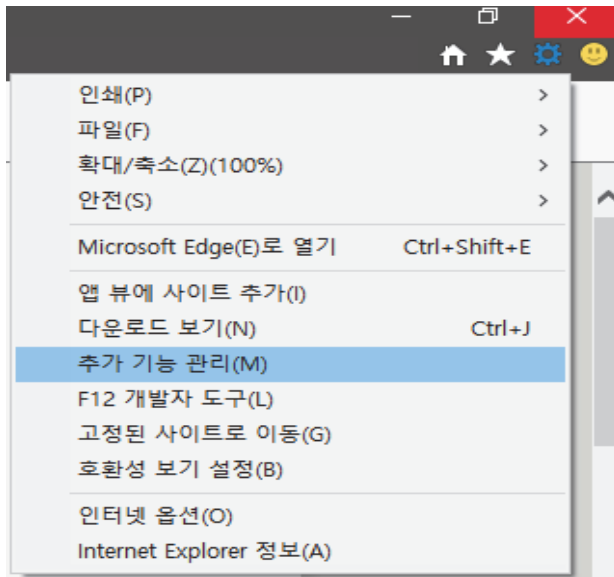 인쇄(P)
파일(F)
확대/축소(Z)(100%)
안전(S)
Microsoft Edge(E)로 열기 Ctrl+Shift+E
앱 뷰에 사이트 추가(I)
다운로드 보기(N) Ctrl+J
추가 기능 관리(M)
F12 개발자 도구(L)
고정된 사이트로 이동(G)
호환성 보기 설정(B)
인터넷 옵션(O)
Internet Explorer 정보(A)